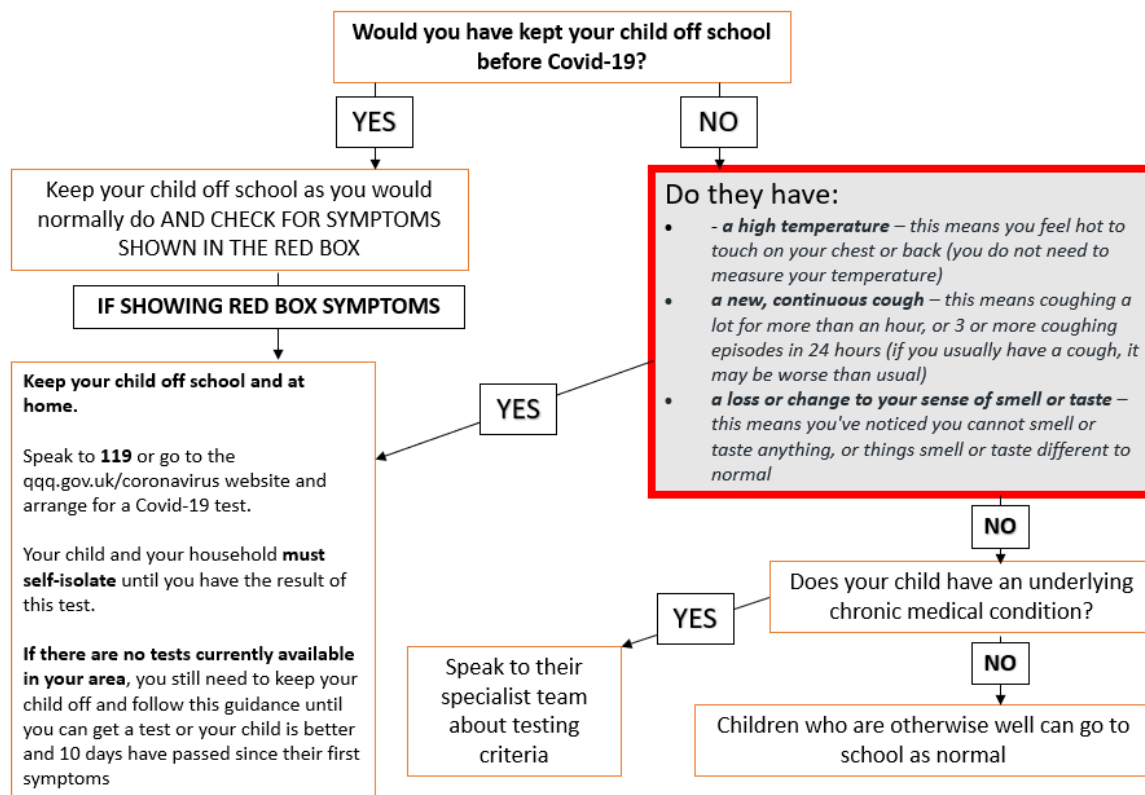 Would you have kept your child off school
before Covid-19?
YES
NO
Keep your child off school as you would
normally do AND CHECK FOR SYMPTOMS
SHOWN IN THE RED BOX
IF SHOWING RED BOX SYMPTOMS
Do they have:
• - a high temperature – this means you feel hot to
touch on your chest or back (you do not need to
measure your temperature)
• a new, continuous cough – this means coughing a
lot for more than an hour, or 3 or more coughing
episodes in 24 hours (if you usually have a cough, it
may be worse than usual)
• a loss or change to your sense of smell or taste –
this means you've noticed you cannot smell or
taste anything, or things smell or taste different to
normal
YES
Keep your child off school and at
home.
Speak to 119 or go to the
qqq.gov.uk/coronavirus website and
arrange for a Covid-19 test.
Your child and your household must
self-isolate until you have the result of
this test.
If there are no tests currently available
in your area, you still need to keep your
child off and follow this guidance until
you can get a test or your child is better
and 10 days have passed since their first
symptoms
NO
Does your child have an underlying
chronic medical condition?
YES
Speak to their
specialist team
about testing
criteria
NO
Children who are otherwise well can go to
school as normal